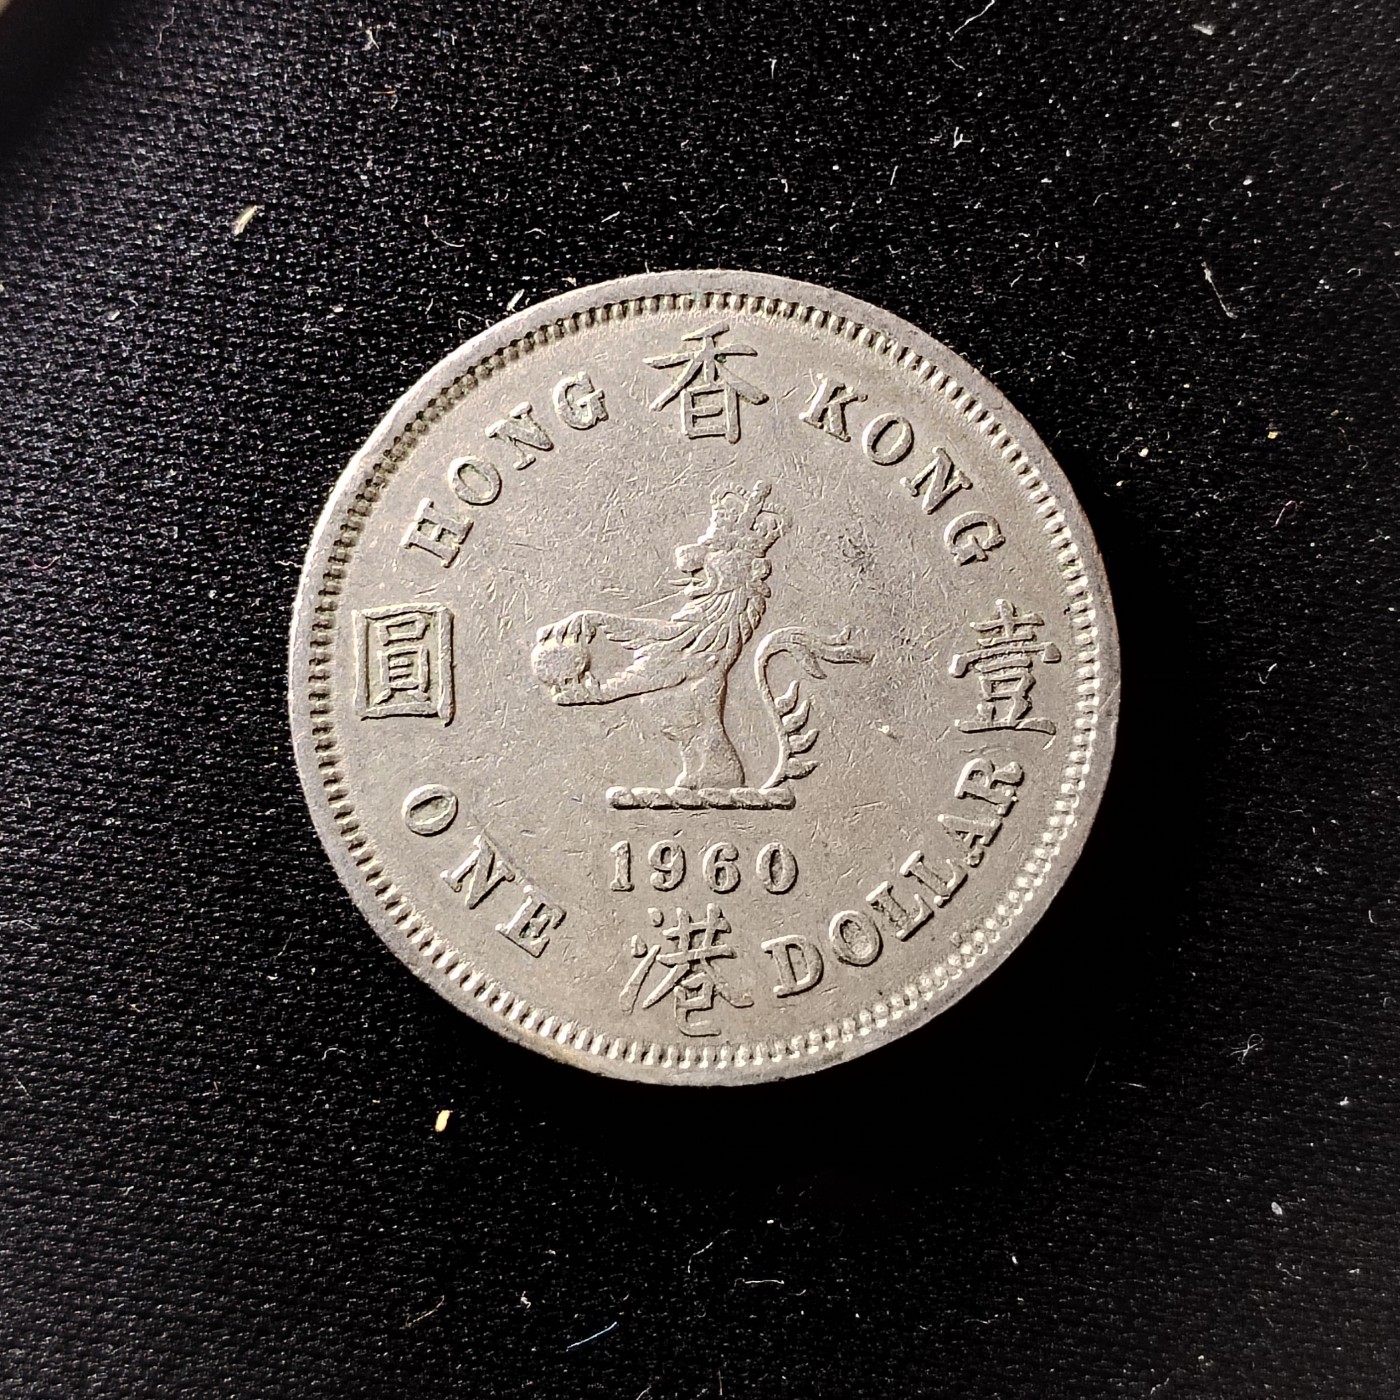 HONG KONG
香港
壹圓
1960
ONE DOLLAR